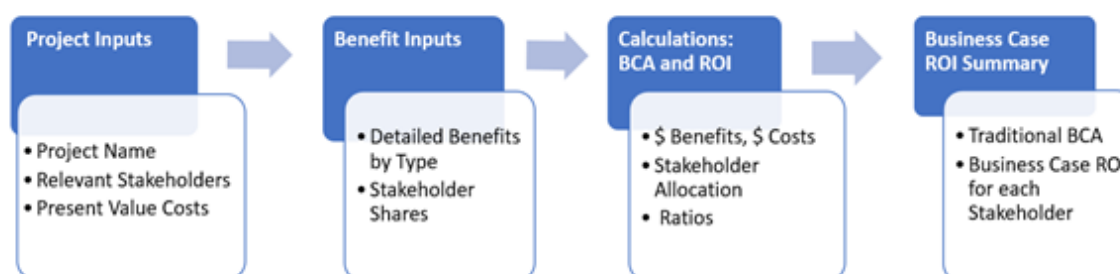 Project Inputs
• Project Name
• Relevant Stakeholders
• Present Value Costs
Benefit Inputs
• Detailed Benefits
by Type
• Stakeholder
Shares
Calculations:
BCA and ROI
• $ Benefits, $ Costs
• Stakeholder
Allocation
• Ratios
Business Case
ROI Summary
• Traditional BCA
• Business Case RO
for each
Stakeholder